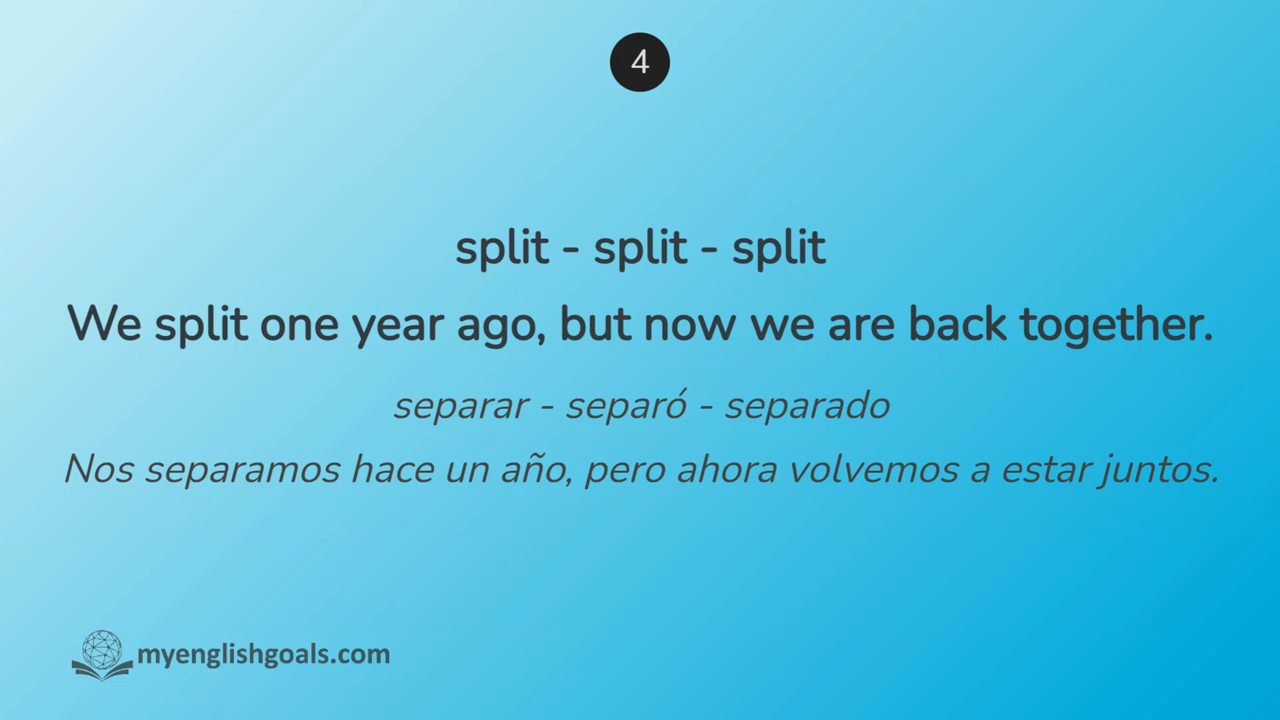 4
split - split - split
We split one year ago, but now we are back together.
separar - separó - separado
Nos separamos hace un año, pero ahora volvemos a estar juntos.
myenglishgoals.com